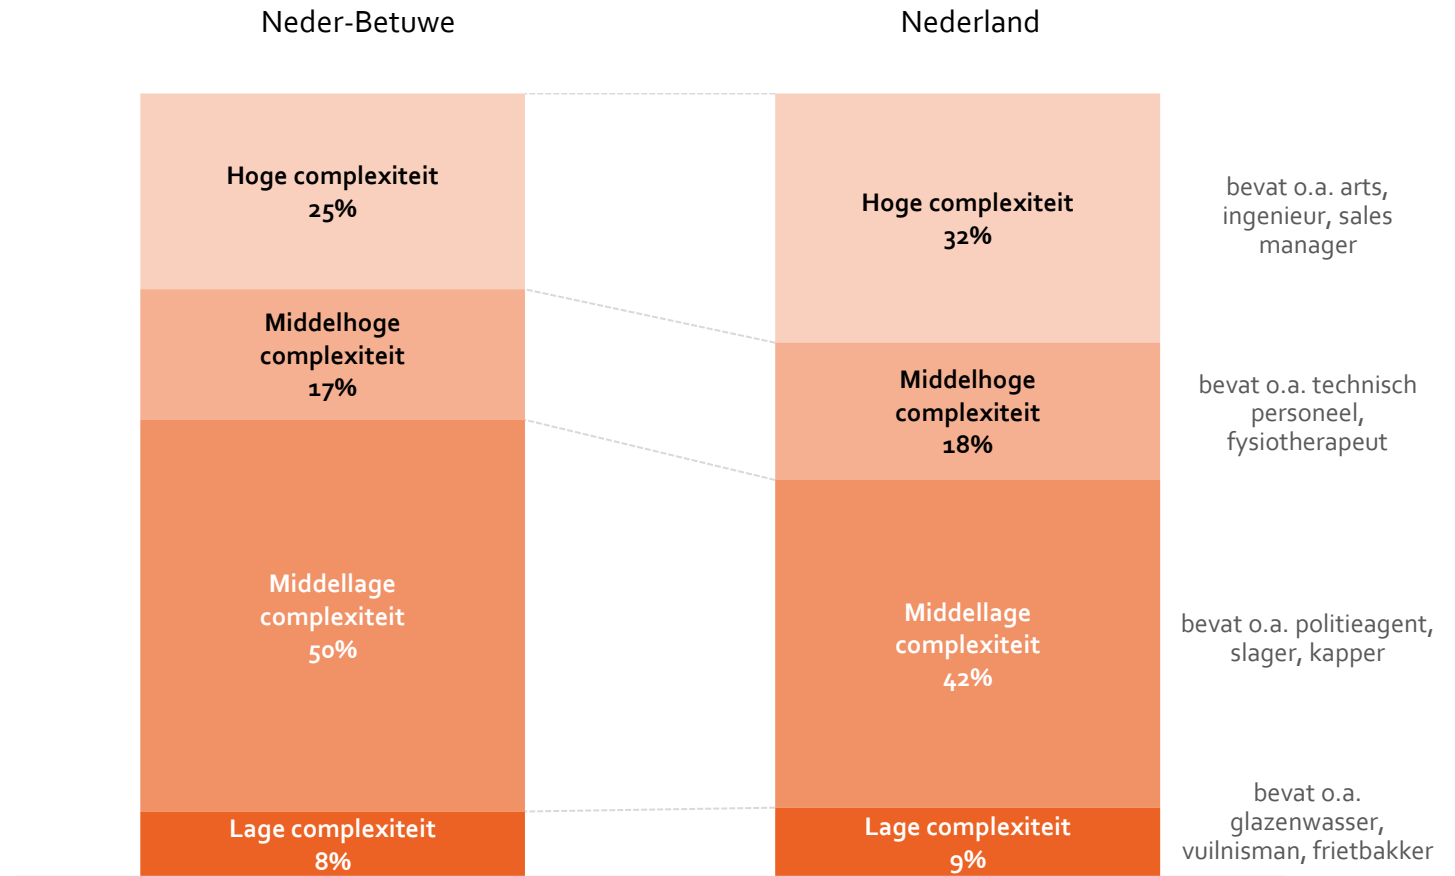 Neder-Betuwe
Nederland
Hoge complexiteit
25%
Middelhoge
complexiteit
17%
Middellage
complexiteit
50%
Lage complexiteit
8%
Hoge complexiteit
32%
Middelhoge
complexiteit
18%
Middellage
complexiteit
42%
Lage complexiteit
9%
bevat o.a. arts,
ingenieur, sales
manager
bevat o.a. technisch
personeel,
fysiotherapeut
bevat o.a. politieagent,
slager, kapper
bevat o.a.
glazenwasser,
vuilnisman, frietbakker